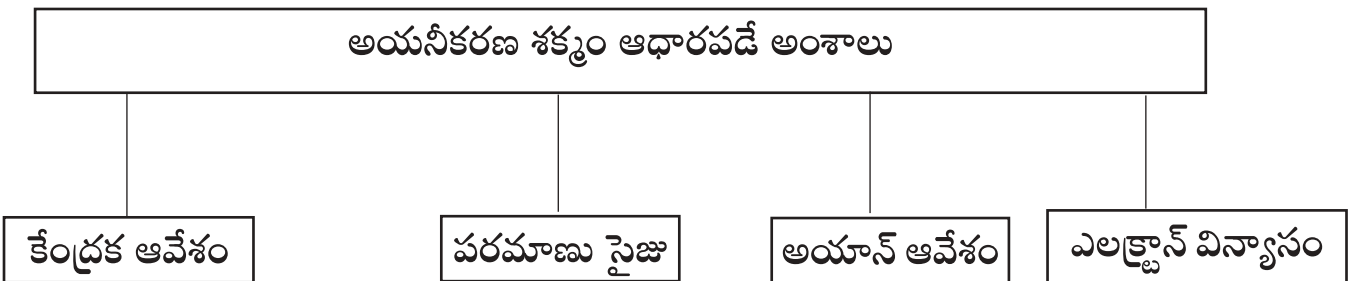 అయనీకరణ శక్మం ఆధారపడే అంశాలు
కేంద్రక ఆవేశం
పరమాణు సైజు
అయాన్ ఆవేశం
ఎలక్ట్రాన్ విన్యాసం